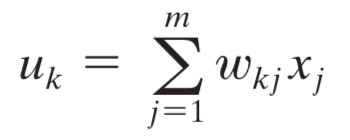 u_k = \sum_{j=1}^{m} w_{kj} x_j